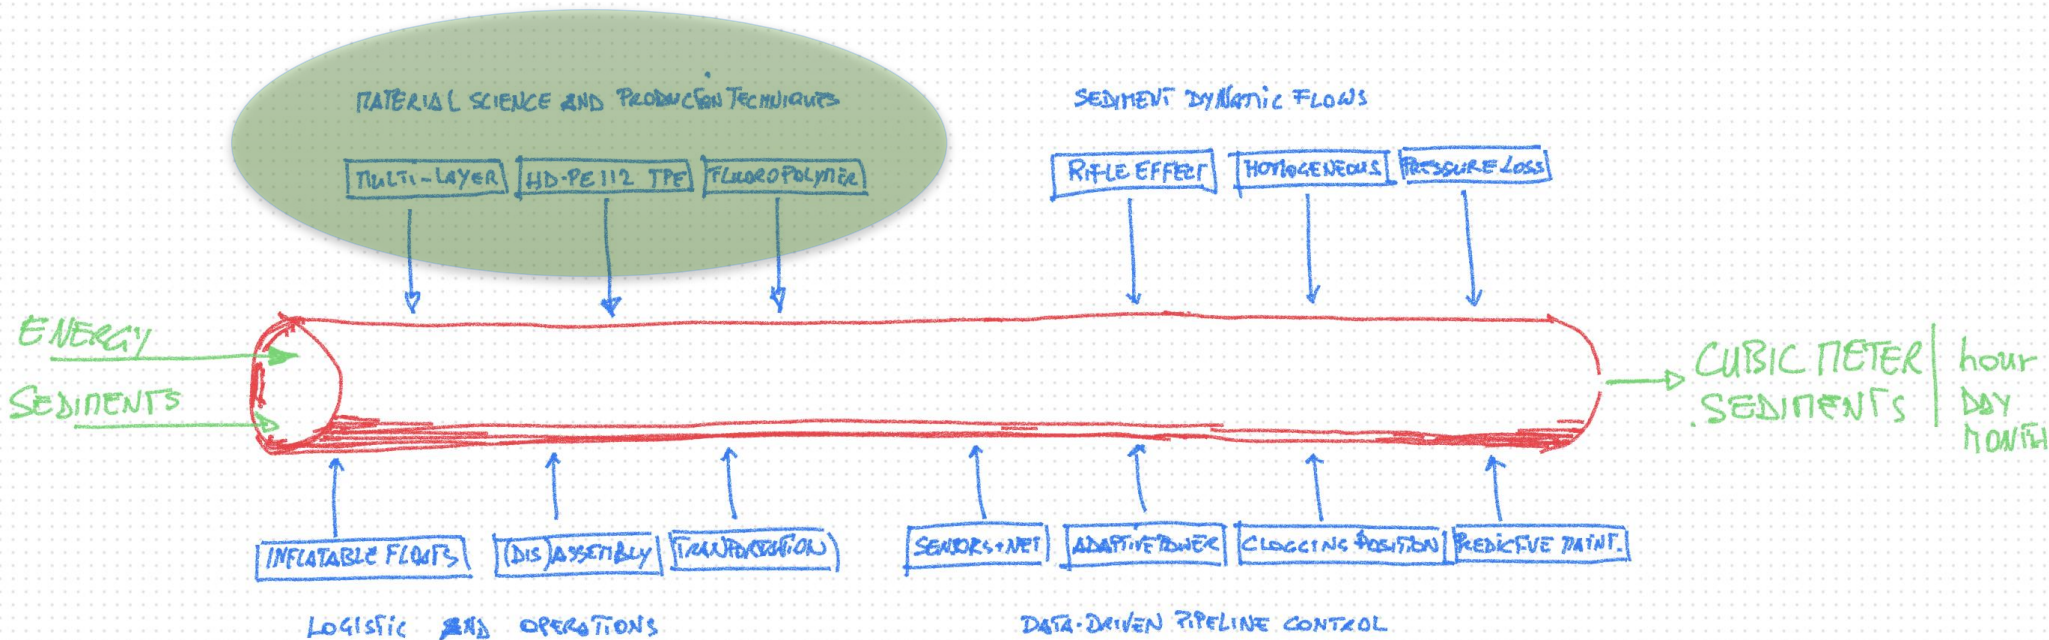 MATERIAL SCIENCE AND PRODUCTION TECHNIQUES
MULTI-LAYER
HD-PE112 TPE
FLUOROPOLYMER
SEDIMENT DYNAMIC FLOWS
RIFLE EFFECT
HOMOGENEOUS
PRESSURE LOSS
ENERGY
SEDIMENTS
CUBIC METER
SEDIMENTS
hour
DAY
MONTH
INFLATABLE FLOATS
(DIS)ASSEMBLY
TRANPORTATION
LOGISTIC AND OPERATIONS
SENSORS+NET
ADAPTIVE POWER
CLOGGING POSITION
PREDICTIVE MAINT.
DATA-DRIVEN PIPELINE CONTROL